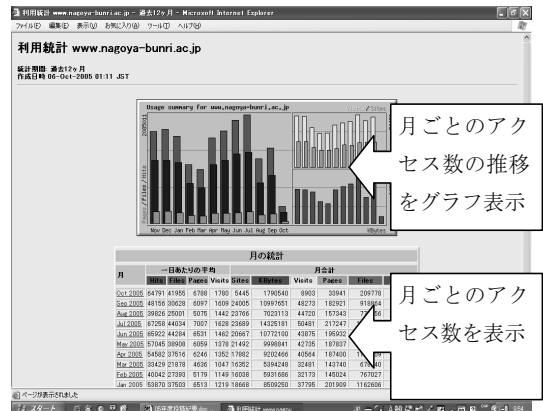 利用統計 www.nagoya-bunri.ac.jp - 過去12ヶ月 - Microsoft Internet Explorer
ファイル(F) 編集(E) 表示(V) お気に入り(A) ツール(T) ヘルプ(H)
利用統計 www.nagoya-bunri.ac.jp
統計期間: 過去12ヶ月
作成日時 06-Oct-2005 01:11 JST
Usage summary for www.nagoya-bunri.ac.jp
Visits / Sites
Pages / Files / Hits
Nov Dec Jan Feb Mar Apr May Jun Jul Aug Sep Oct
KBytes
月ごとのアク
セス数の推移
をグラフ表示
月の統計
月 一日あたりの平均 月合計
Hits Files Pages Visits Sites KBytes Visits Pages Files
Oct 2005 64791 41955 6788 1780 5445 1790540 8903 33941 209778
Sep 2005 48156 30628 6097 1609 24005 10997651 48273 182921
Aug 2005 39826 25001 5075 1442 23766 7023113 44720 157343
Jul 2005 67258 44034 7007 1628 23689 14325181 50481 217247
Jun 2005 65922 44284 6531 1462 20667 10772100 43875 195932
May 2005 57045 38908 6059 1378 21492 9998841 42735 187837
Apr 2005 54582 37516 6246 1352 17882 9202466 40564 187400
Mar 2005 33429 21878 4636 1047 16352 5394248 32481 143740
Feb 2005 40042 27393 5179 1149 16038 5931686 32173 145024 767027
Jan 2005 53870 37503 6513 1219 18668 8509250 37795 201909 1162606
月ごとのアク
セス数を表示
ページが表示されました
スタート